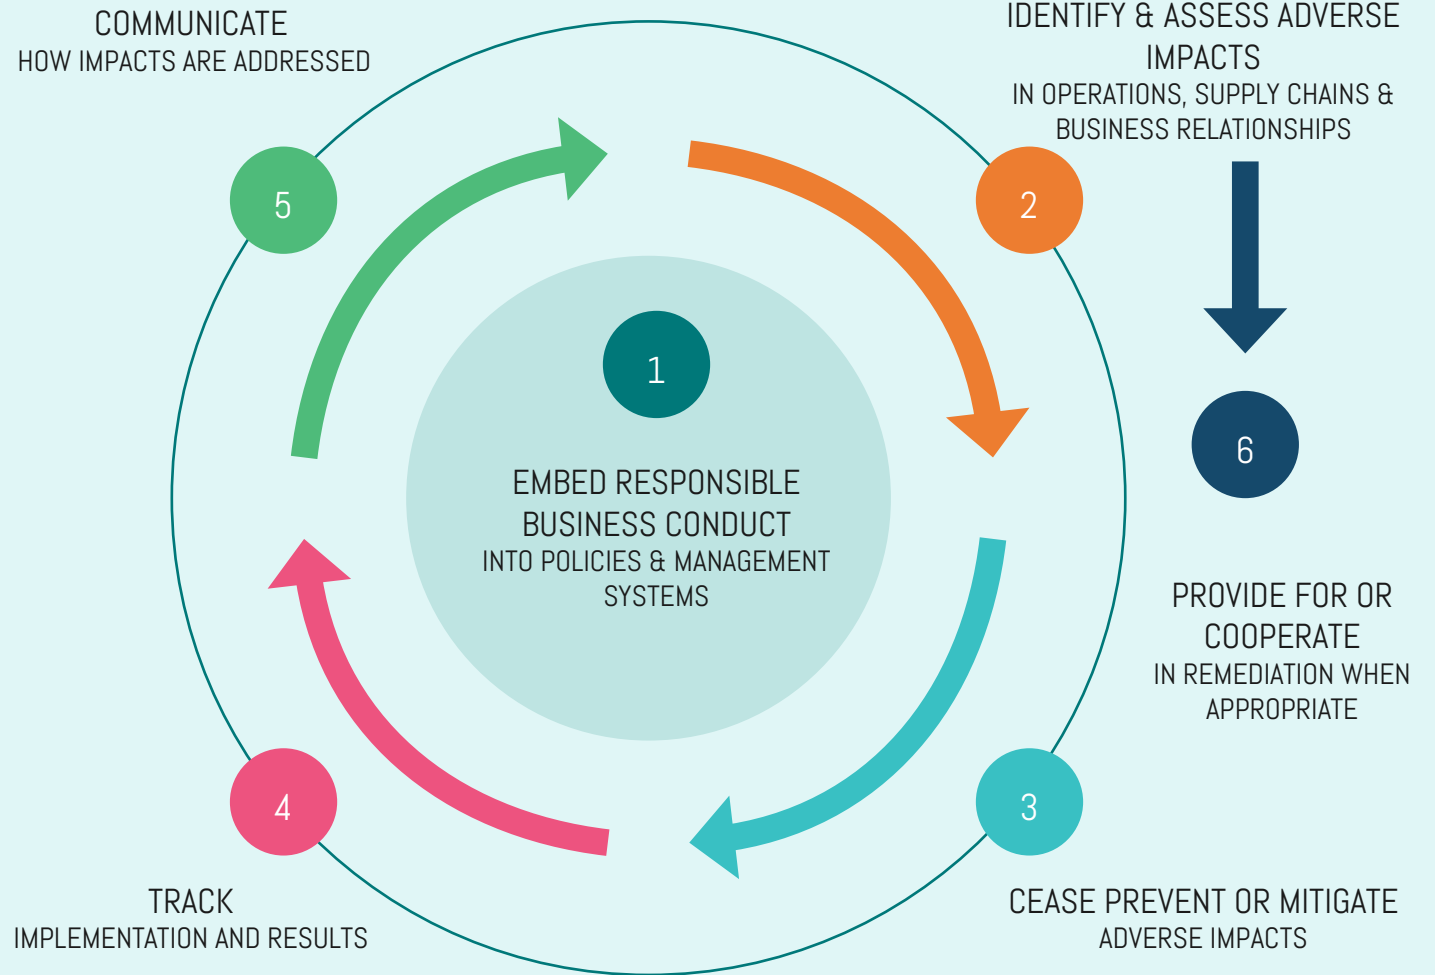 COMMUNICATE
HOW IMPACTS ARE ADDRESSED
5
IDENTIFY & ASSESS ADVERSE
IMPACTS
IN OPERATIONS, SUPPLY CHAINS &
BUSINESS RELATIONSHIPS
2
1
EMBED RESPONSIBLE
BUSINESS CONDUCT
INTO POLICIES & MANAGEMENT
SYSTEMS
6
PROVIDE FOR OR
COOPERATE
IN REMEDIATION WHEN
APPROPRIATE
4
TRACK
IMPLEMENTATION AND RESULTS
3
CEASE PREVENT OR MITIGATE
ADVERSE IMPACTS